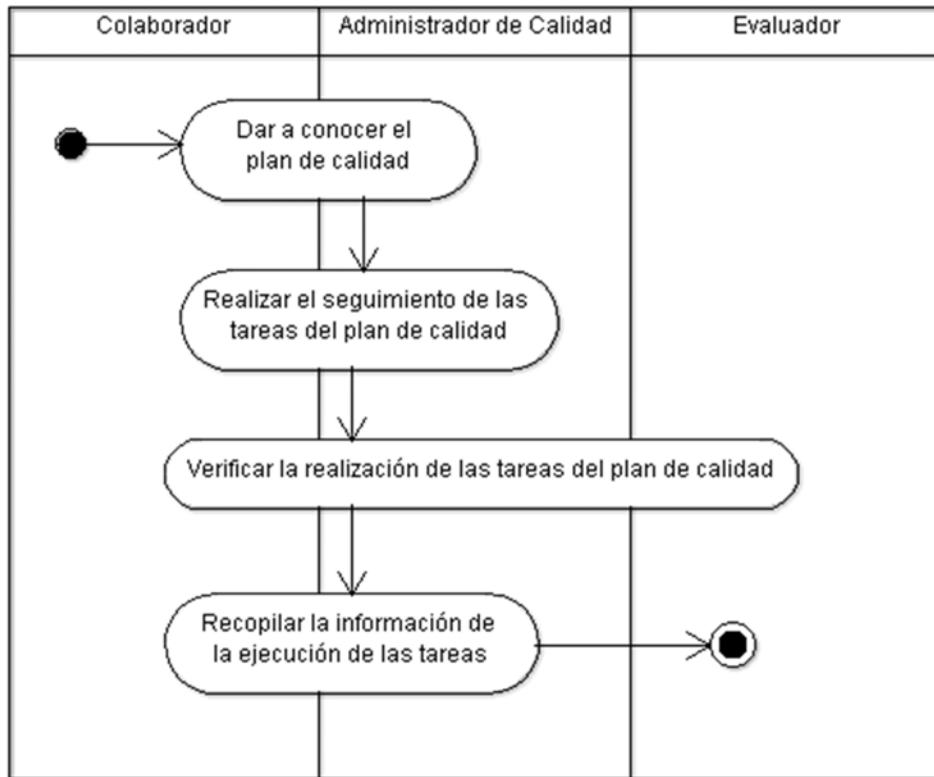 Colaborador
Administrador de Calidad
Evaluador
Dar a conocer el
plan de calidad
Realizar el seguimiento de las
tareas del plan de calidad
Verificar la realización de las tareas del plan de calidad
Recopilar la información de
la ejecución de las tareas